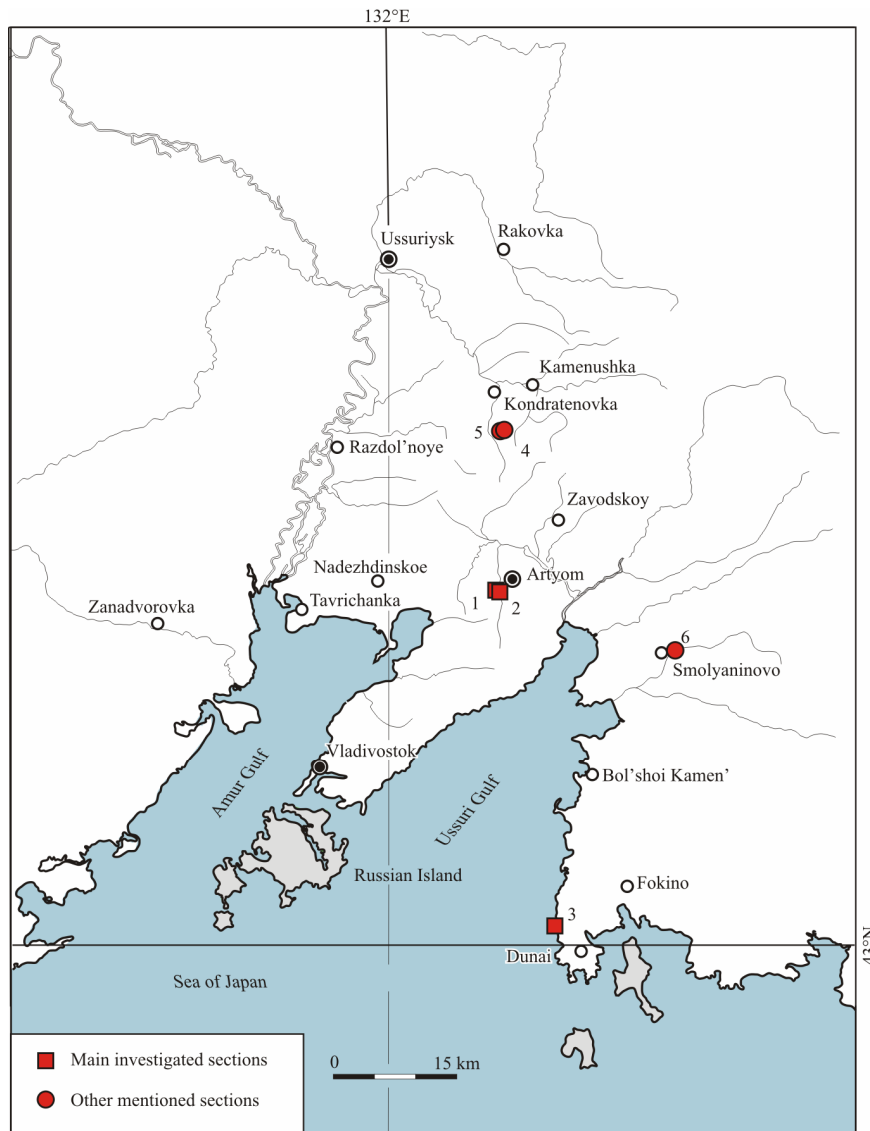 132°E
Ussuriysk
Rakovka
Kamenushka
Kondratenovka
5
4
Razdol'noye
Zavodskoy
Nadezhdinskoe
Artyom
Tavrichanka
1
2
Zanadvorovka
6
Smolyaninovo
Vladivostok
Amur Gulf
Ussuri Gulf
Bol'shoi Kamen'
Russian Island
Fokino
3
43°N
Dunai
Sea of Japan
Main investigated sections
Other mentioned sections
0
15 km